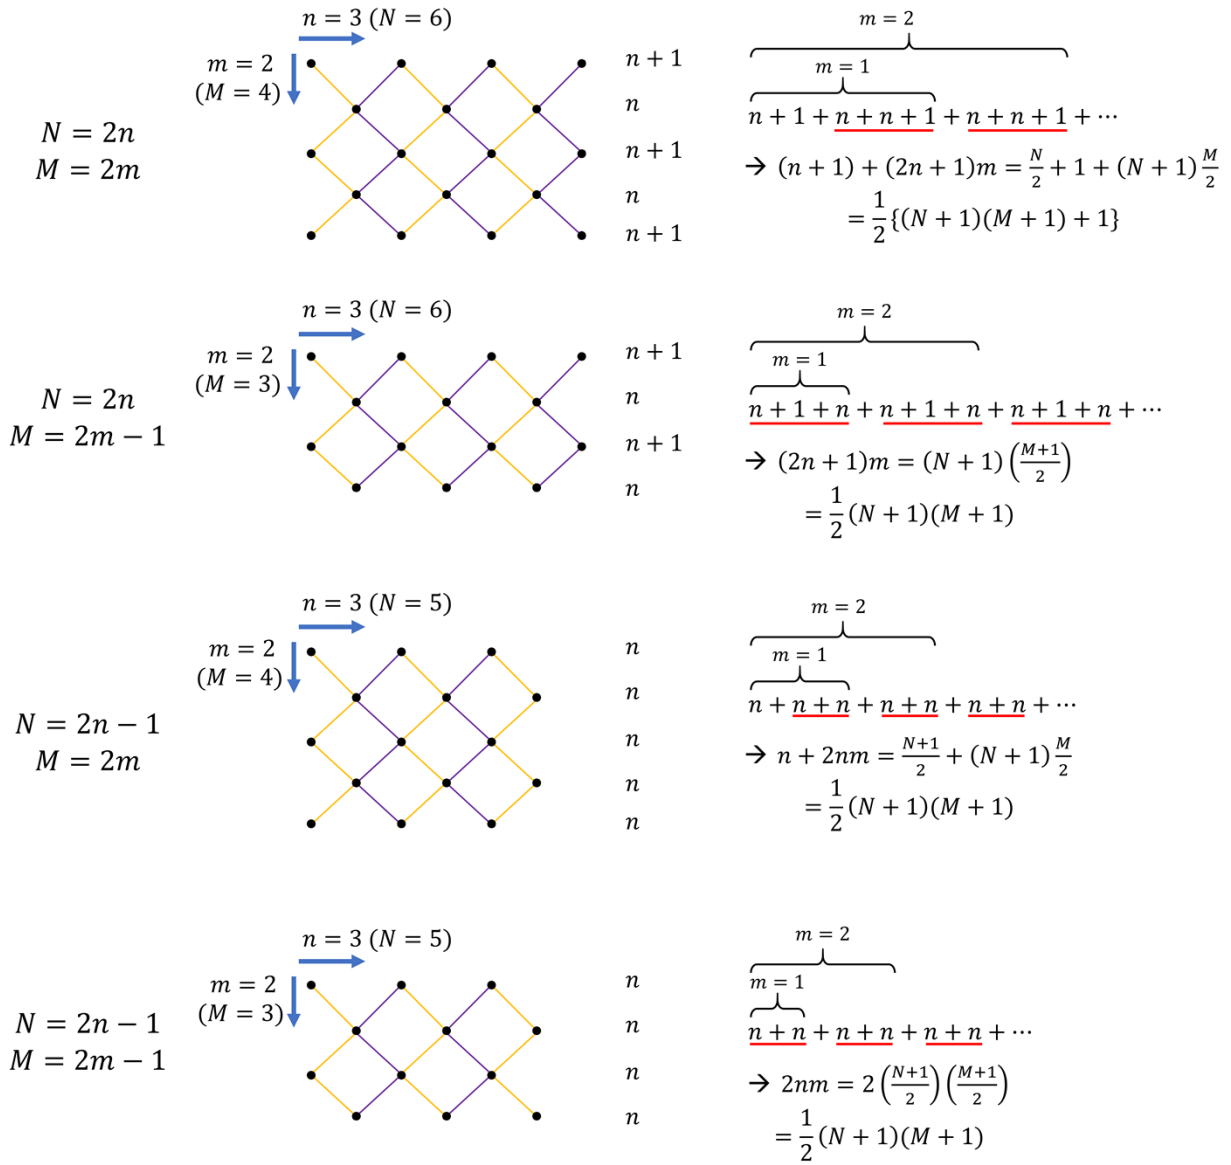 N = 2n
M = 2m
n = 3 (N = 6)
m = 2
(M = 4)
n + 1
n
n + 1
n
n + 1
m = 2
m = 1
n + 1 + n + n + 1 + n + n + 1 + ⋯
→ (n + 1) + (2n + 1)m = N/2 + 1 + (N + 1) M/2
= 1/2 {(N + 1)(M + 1) + 1}
N = 2n
M = 2m − 1
n = 3 (N = 6)
m = 2
(M = 3)
n + 1
n
n + 1
n
m = 2
m = 1
n + 1 + n + n + 1 + n + n + 1 + n + ⋯
→ (2n + 1)m = (N + 1) ((M+1)/2)
= 1/2 (N + 1)(M + 1)
N = 2n − 1
M = 2m
n = 3 (N = 5)
m = 2
(M = 4)
n
n
n
n
n
m = 2
m = 1
n + n + n + n + n + n + n + ⋯
→ n + 2nm = (N+1)/2 + (N + 1) M/2
= 1/2 (N + 1)(M + 1)
N = 2n − 1
M = 2m − 1
n = 3 (N = 5)
m = 2
(M = 3)
n
n
n
n
m = 2
m = 1
n + n + n + n + n + n + ⋯
→ 2nm = 2 ((N+1)/2) ((M+1)/2)
= 1/2 (N + 1)(M + 1)